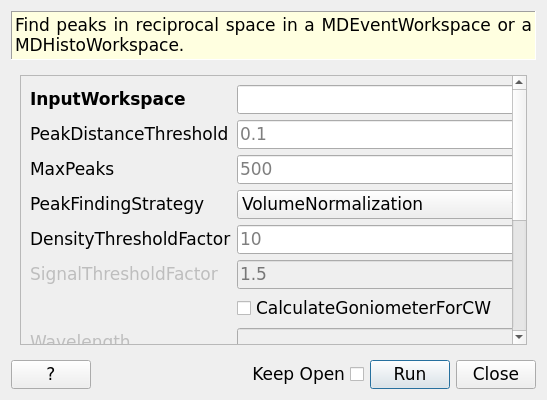 Find peaks in reciprocal space in a MDEventWorkspace or a
MDHistoWorkspace.
InputWorkspace
PeakDistanceThreshold 0.1
MaxPeaks 500
PeakFindingStrategy VolumeNormalization
DensityThresholdFactor 10
SignalThresholdFactor 1.5
CalculateGoniometerForCW
Wavelength
? Keep Open Run Close